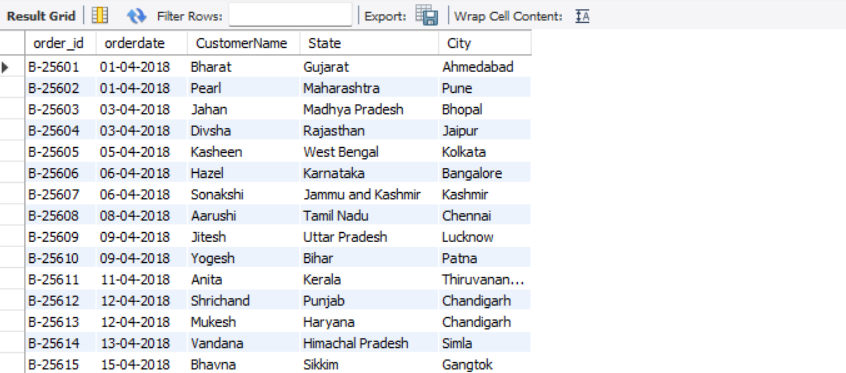 Result Grid Filter Rows: Export: Wrap Cell Content:
order_id orderdate CustomerName State City
B-25601 01-04-2018 Bharat Gujarat Ahmedabad
B-25602 01-04-2018 Pearl Maharashtra Pune
B-25603 03-04-2018 Jahan Madhya Pradesh Bhopal
B-25604 03-04-2018 Divsha Rajasthan Jaipur
B-25605 05-04-2018 Kasheen West Bengal Kolkata
B-25606 06-04-2018 Hazel Karnataka Bangalore
B-25607 06-04-2018 Sonakshi Jammu and Kashmir Kashmir
B-25608 08-04-2018 Aarushi Tamil Nadu Chennai
B-25609 09-04-2018 Jitesh Uttar Pradesh Lucknow
B-25610 09-04-2018 Yogesh Bihar Patna
B-25611 11-04-2018 Anita Kerala Thiruvanan...
B-25612 12-04-2018 Shrichand Punjab Chandigarh
B-25613 12-04-2018 Mukesh Haryana Chandigarh
B-25614 13-04-2018 Vandana Himachal Pradesh Simla
B-25615 15-04-2018 Bhavna Sikkim Gangtok